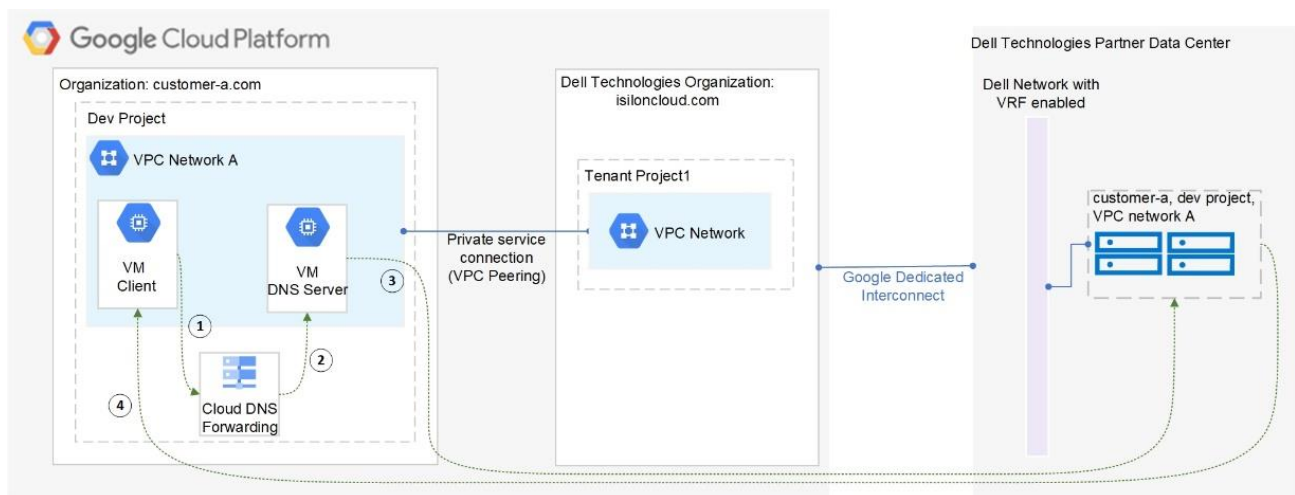 Google Cloud Platform
Organization: customer-a.com
Dev Project
VPC Network A
VM
Client
VM
DNS Server
1
2
3
4
Cloud DNS
Forwarding
Private service
connection
(VPC Peering)
Dell Technologies Organization:
isiloncloud.com
Tenant Project1
VPC Network
Google Dedicated
Interconnect
Dell Technologies Partner Data Center
Dell Network with
VRF enabled
customer-a, dev project,
VPC network A